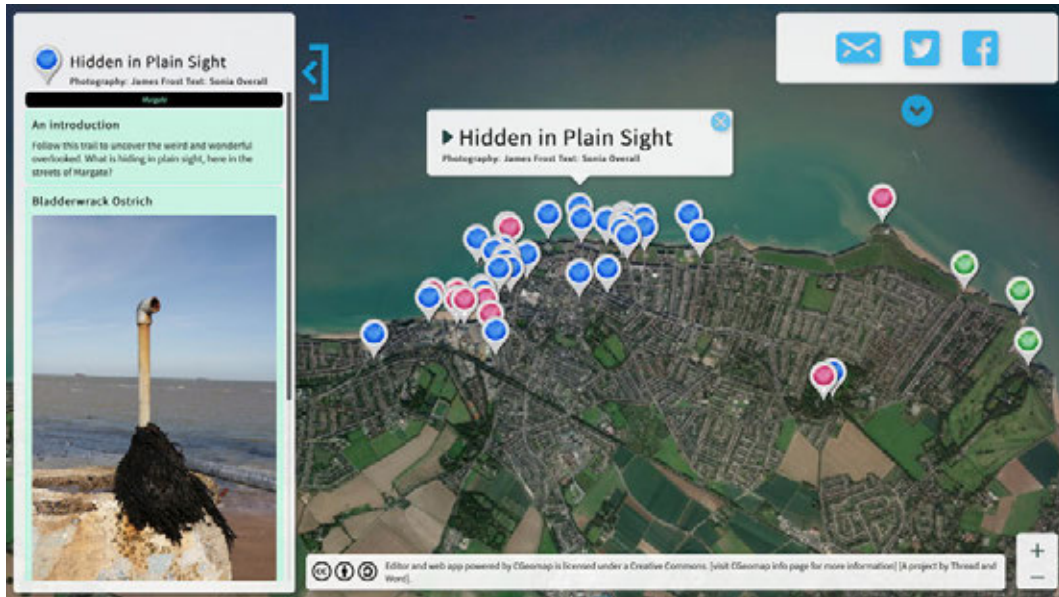 Hidden in Plain Sight
Photography: James Frost Text: Sonia Overall
Margate
An introduction
Follow this trail to uncover the weird and wonderful
overlooked. What is hiding in plain sight, here in the
streets of Margate?
Bladderwrack Ostrich
Hidden in Plain Sight
Photography: James Frost Text: Sonia Overall
Editor and web app powered by CGeomap is licensed under a Creative Commons. [visit CGeomap info page for more information] [A project by Thread and
Word].